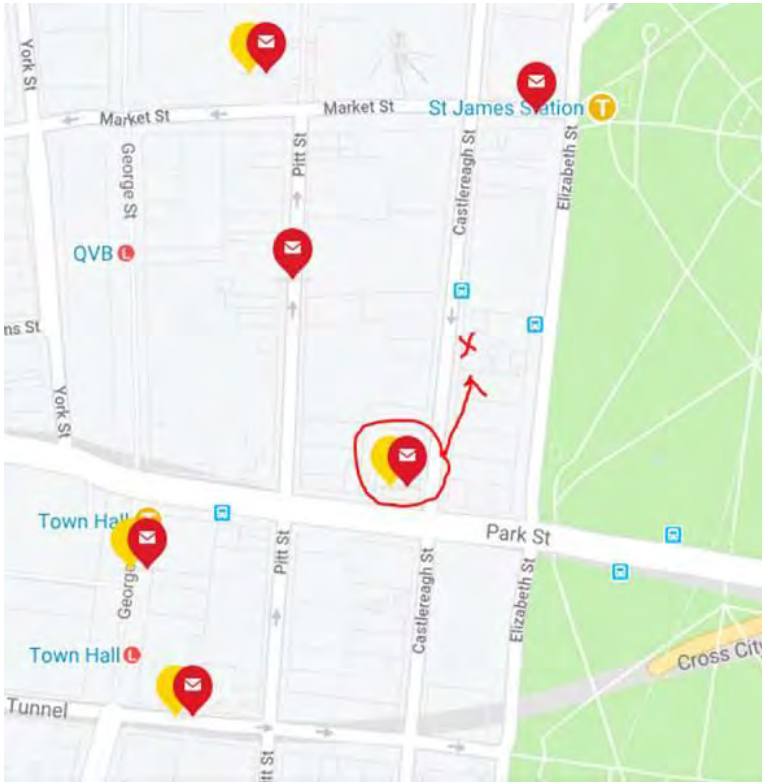 York St
Market St
Market St
St James Station
T
George St
Pitt St
Castlereagh St
Elizabeth St
QVB
L
ns St
York St
Park St
Town Hall
George
Pitt St
Castlereagh St
Elizabeth St
Town Hall
L
Cross City
Tunnel
tt St